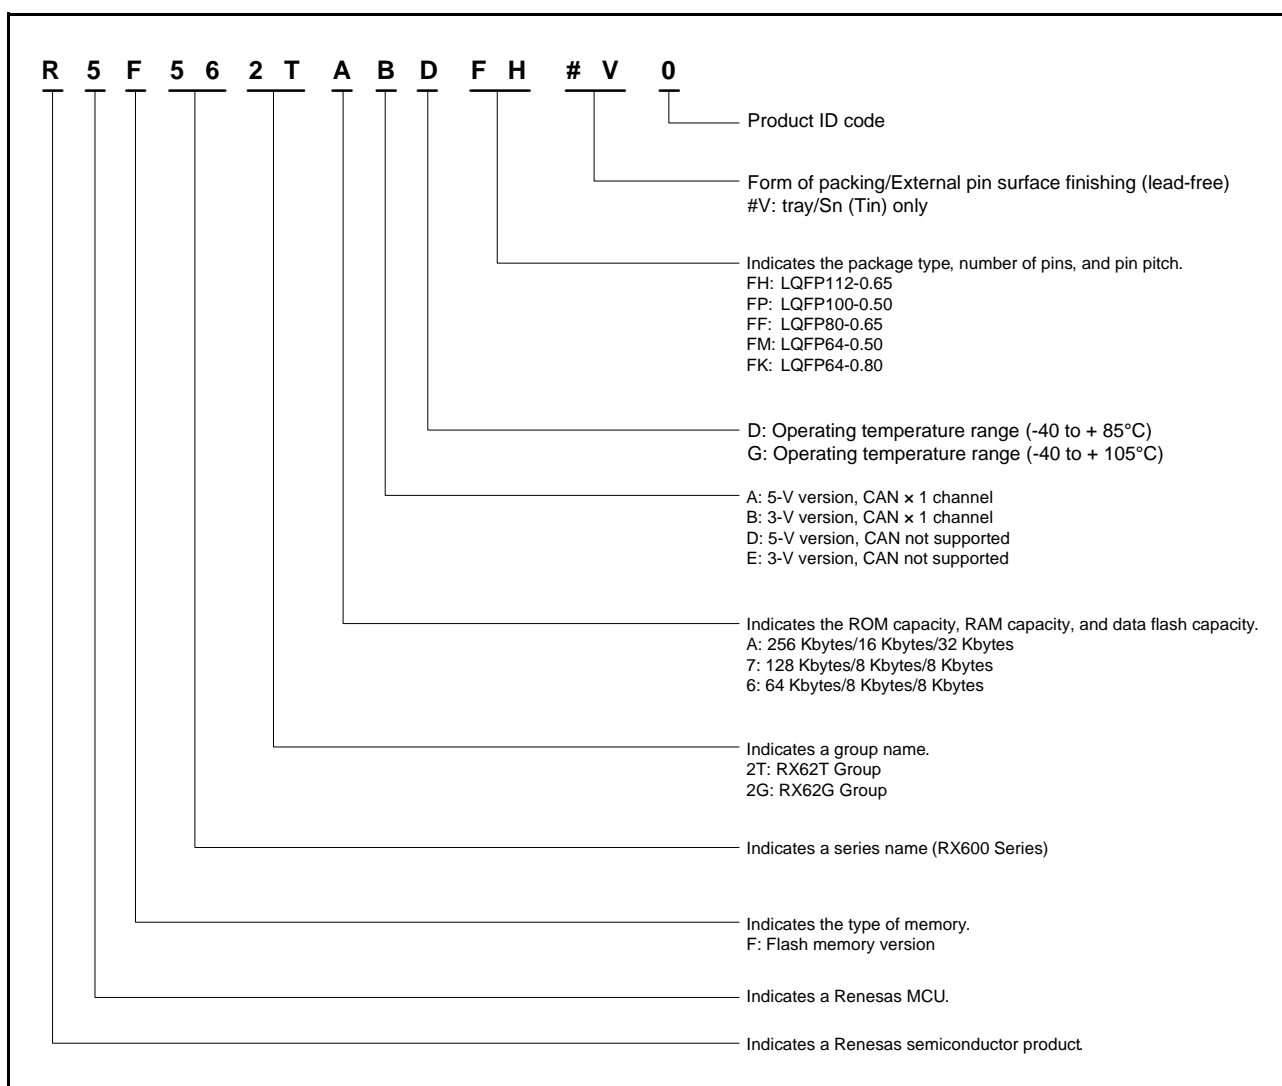 R 5 F 5 6 2 T A B D F H # V 0
Product ID code
Form of packing/External pin surface finishing (lead-free)
#V: tray/Sn (Tin) only
Indicates the package type, number of pins, and pin pitch.
FH: LQFP112-0.65
FP: LQFP100-0.50
FF: LQFP80-0.65
FM: LQFP64-0.50
FK: LQFP64-0.80
D: Operating temperature range (-40 to + 85°C)
G: Operating temperature range (-40 to + 105°C)
A: 5-V version, CAN × 1 channel
B: 3-V version, CAN × 1 channel
D: 5-V version, CAN not supported
E: 3-V version, CAN not supported
Indicates the ROM capacity, RAM capacity, and data flash capacity.
A: 256 Kbytes/16 Kbytes/32 Kbytes
7: 128 Kbytes/8 Kbytes/8 Kbytes
6: 64 Kbytes/8 Kbytes/8 Kbytes
Indicates a group name.
2T: RX62T Group
2G: RX62G Group
Indicates a series name (RX600 Series)
Indicates the type of memory.
F: Flash memory version
Indicates a Renesas MCU.
Indicates a Renesas semiconductor product.